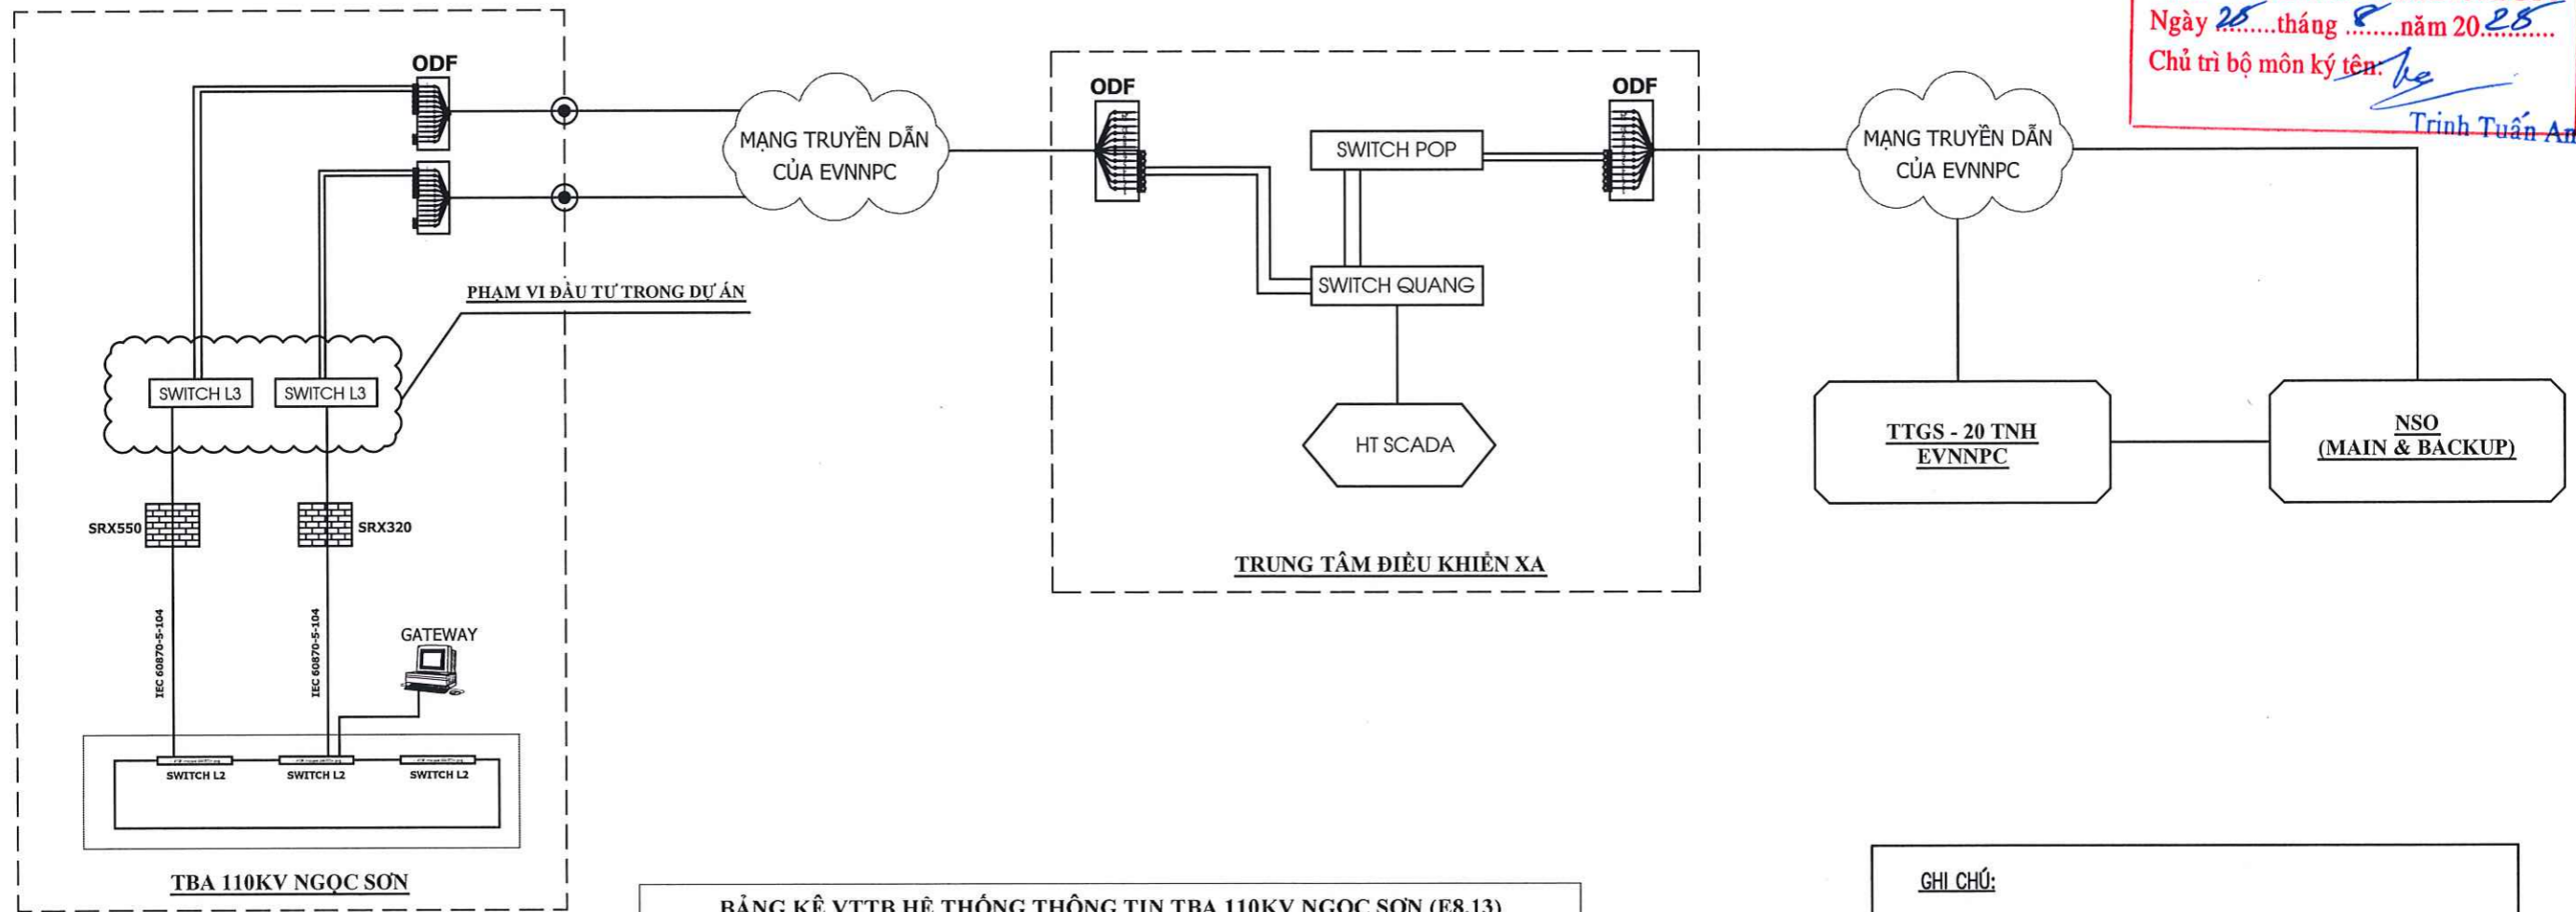 Ngày 28 tháng 8 năm 20 25
Chủ trì bộ môn ký tên:
Trịnh Tuấn An
ODF
MẠNG TRUYỀN DẪN
CỦA EVNNPC
PHẠM VI ĐẦU TƯ TRONG DỰ ÁN
SWITCH L3
SWITCH L3
SRX550
SRX320
IEC 60870-5-104
IEC 60870-5-104
GATEWAY
SWITCH L2
SWITCH L2
SWITCH L2
TBA 110KV NGỌC SƠN
ODF
ODF
SWITCH POP
SWITCH QUANG
HT SCADA
TRUNG TÂM ĐIỀU KHIỂN XA
MẠNG TRUYỀN DẪN
CỦA EVNNPC
TTGS - 20 TNH
EVNNPC
NSO
(MAIN & BACKUP)
BẢNG KÊ VTTB HỆ THỐNG THÔNG TIN TBA 110KV NGỌC SƠN (E8.13)
GHI CHÚ: